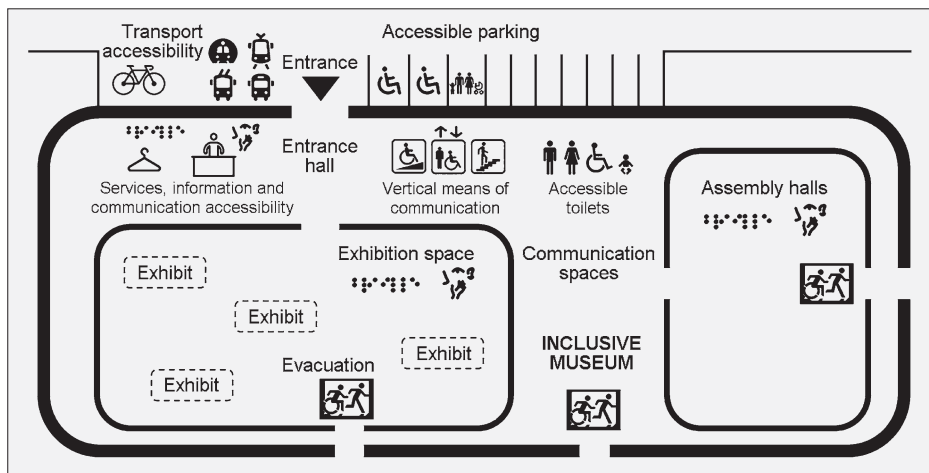 Transport
accessibility
Accessible parking
Entrance
Entrance
hall
Services, information and
communication accessibility
Vertical means of
communication
Accessible
toilets
Assembly halls
Exhibition space
Communication
spaces
Exhibit
Exhibit
Exhibit
Exhibit
Evacuation
INCLUSIVE
MUSEUM